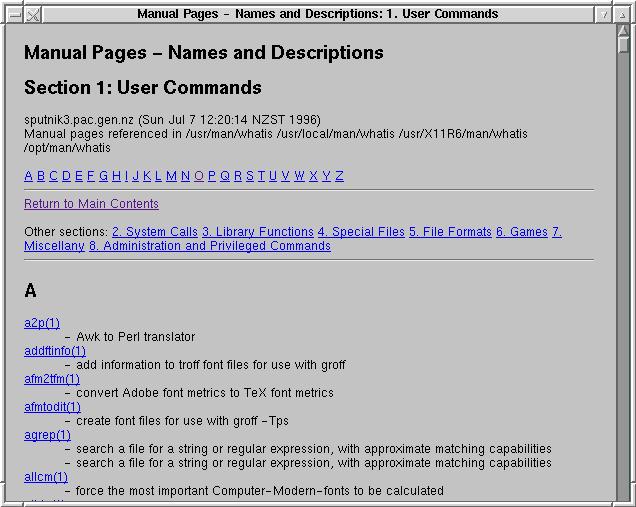 Manual Pages - Names and Descriptions: 1. User Commands
Manual Pages - Names and Descriptions
Section 1: User Commands
sputnik3.pac.gen.nz (Sun Jul 7 12:20:14 NZST 1996)
Manual pages referenced in /usr/man/whatis /usr/local/man/whatis /usr/X11R6/man/whatis
/opt/man/whatis
A B C D E F G H I J K L M N O P Q R S T U V W X Y Z
Return to Main Contents
Other sections: 2. System Calls 3. Library Functions 4. Special Files 5. File Formats 6. Games 7.
Miscellany 8. Administration and Privileged Commands
A
a2p(1)
- Awk to Perl translator
addftinfo(1)
- add information to troff font files for use with groff
afm2tfm(1)
- convert Adobe font metrics to TeX font metrics
afmtodit(1)
- create font files for use with groff -Tps
agrep(1)
- search a file for a string or regular expression, with approximate matching capabilities
- search a file for a string or regular expression, with approximate matching capabilities
allcm(1)
- force the most important Computer-Modern-fonts to be calculated